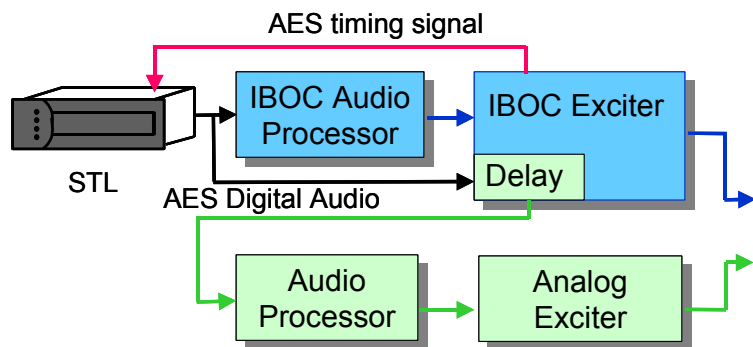 AES timing signal
IBOC Audio
Processor
IBOC Exciter
STL
Delay
AES Digital Audio
Audio
Processor
Analog
Exciter